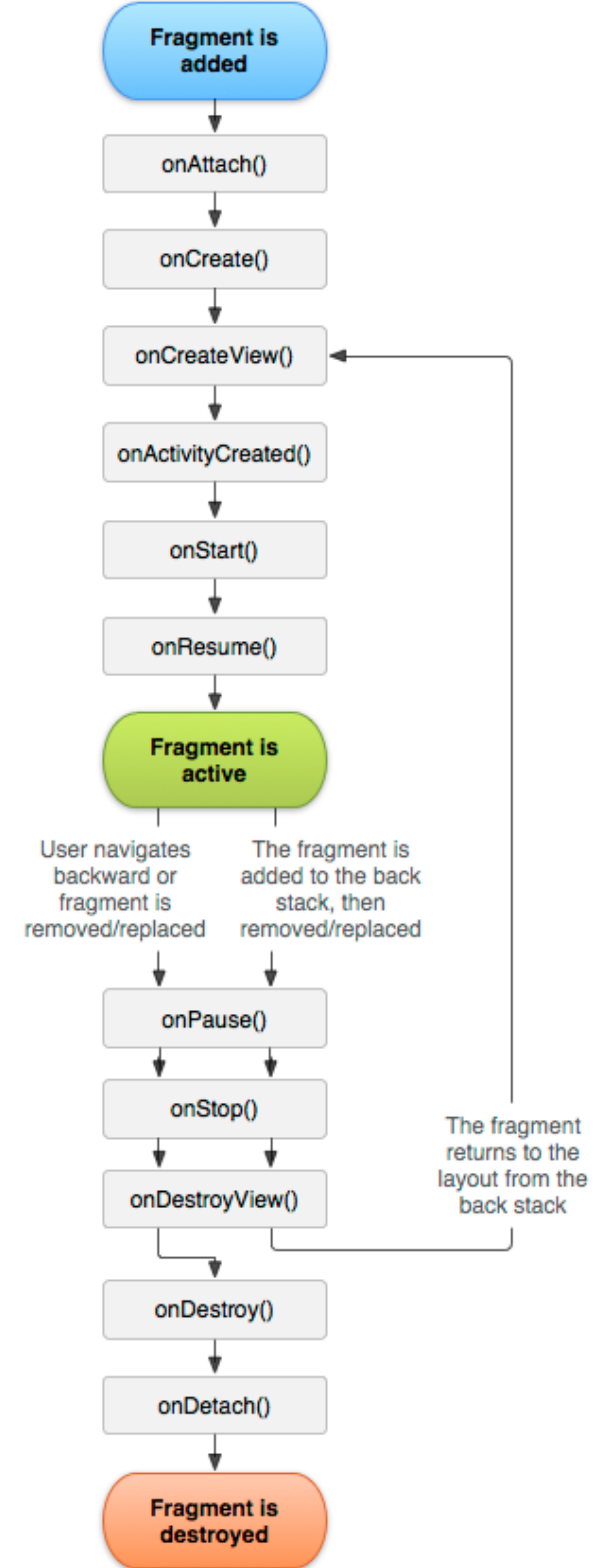 Fragment is
added
onAttach()
onCreate()
onCreateView()
onActivityCreated()
onStart()
onResume()
Fragment is
active
User navigates
backward or
fragment is
removed/replaced
The fragment is
added to the back
stack, then
removed/replaced
onPause()
onStop()
onDestroyView()
The fragment
returns to the
layout from the
back stack
onDestroy()
onDetach()
Fragment is
destroyed